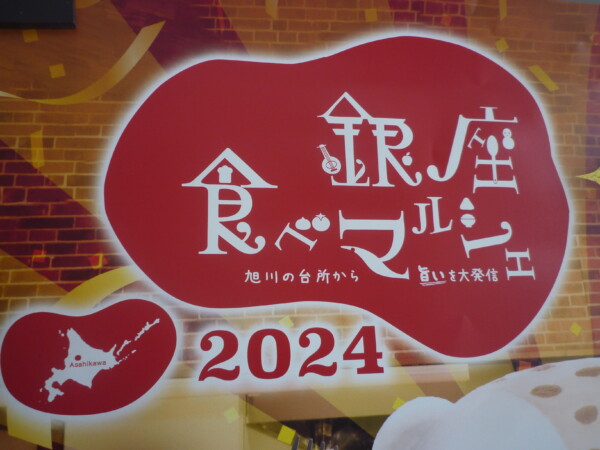 銀座
食べマルシェ
旭川の台所から 旨いを大発信
2024
Asahikawa